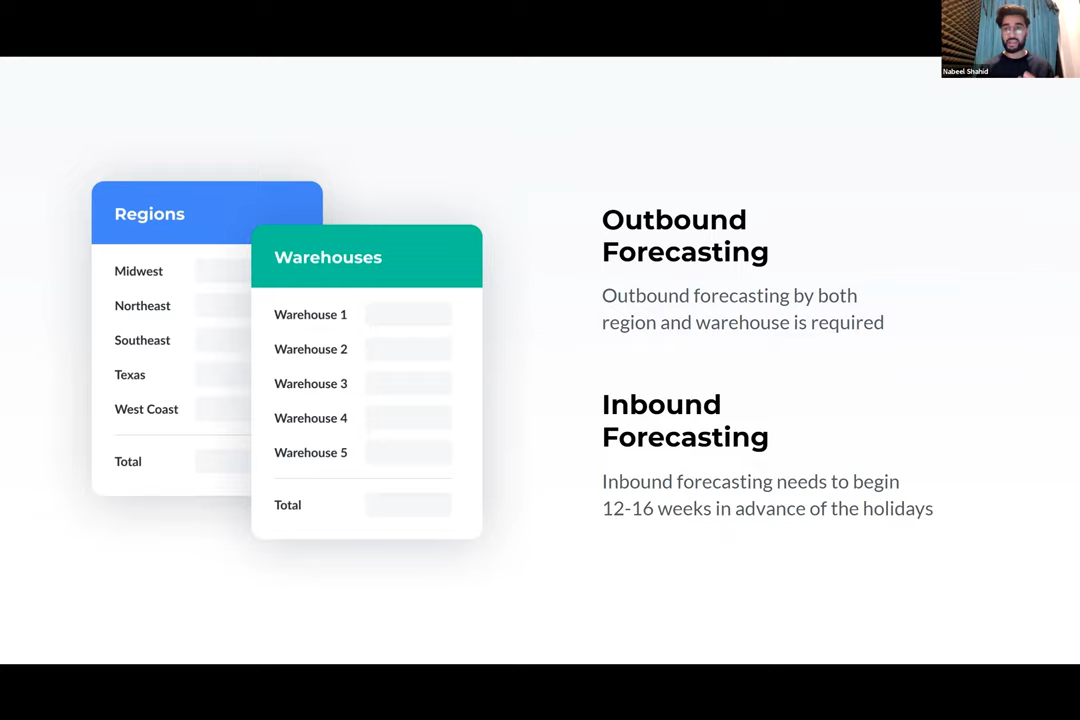 Nabeel Shahid
Regions
Midwest
Northeast
Southeast
Texas
West Coast
Total
Warehouses
Warehouse 1
Warehouse 2
Warehouse 3
Warehouse 4
Warehouse 5
Total
Outbound
Forecasting
Outbound forecasting by both
region and warehouse is required
Inbound
Forecasting
Inbound forecasting needs to begin
12-16 weeks in advance of the holidays